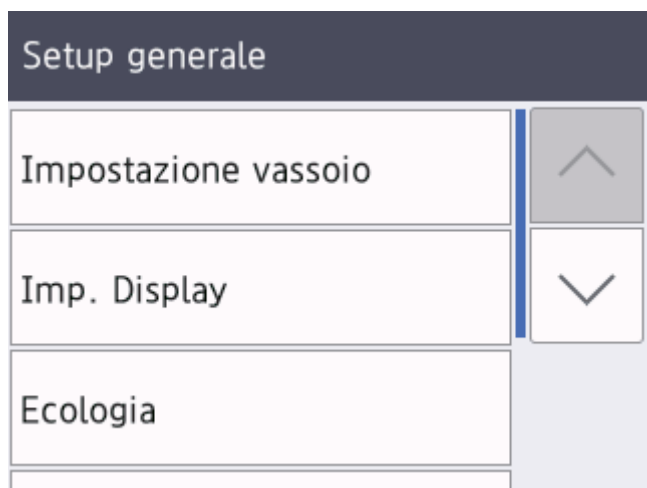 Setup generale
Impostazione vassoio
Imp. Display
Ecologia